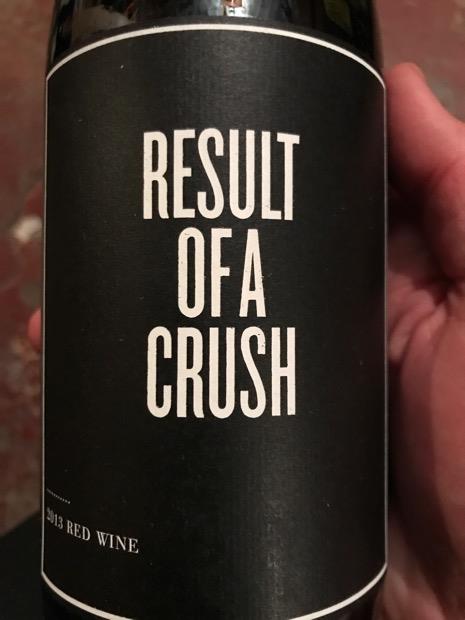 RESULT
OF A
CRUSH
2013 RED WINE